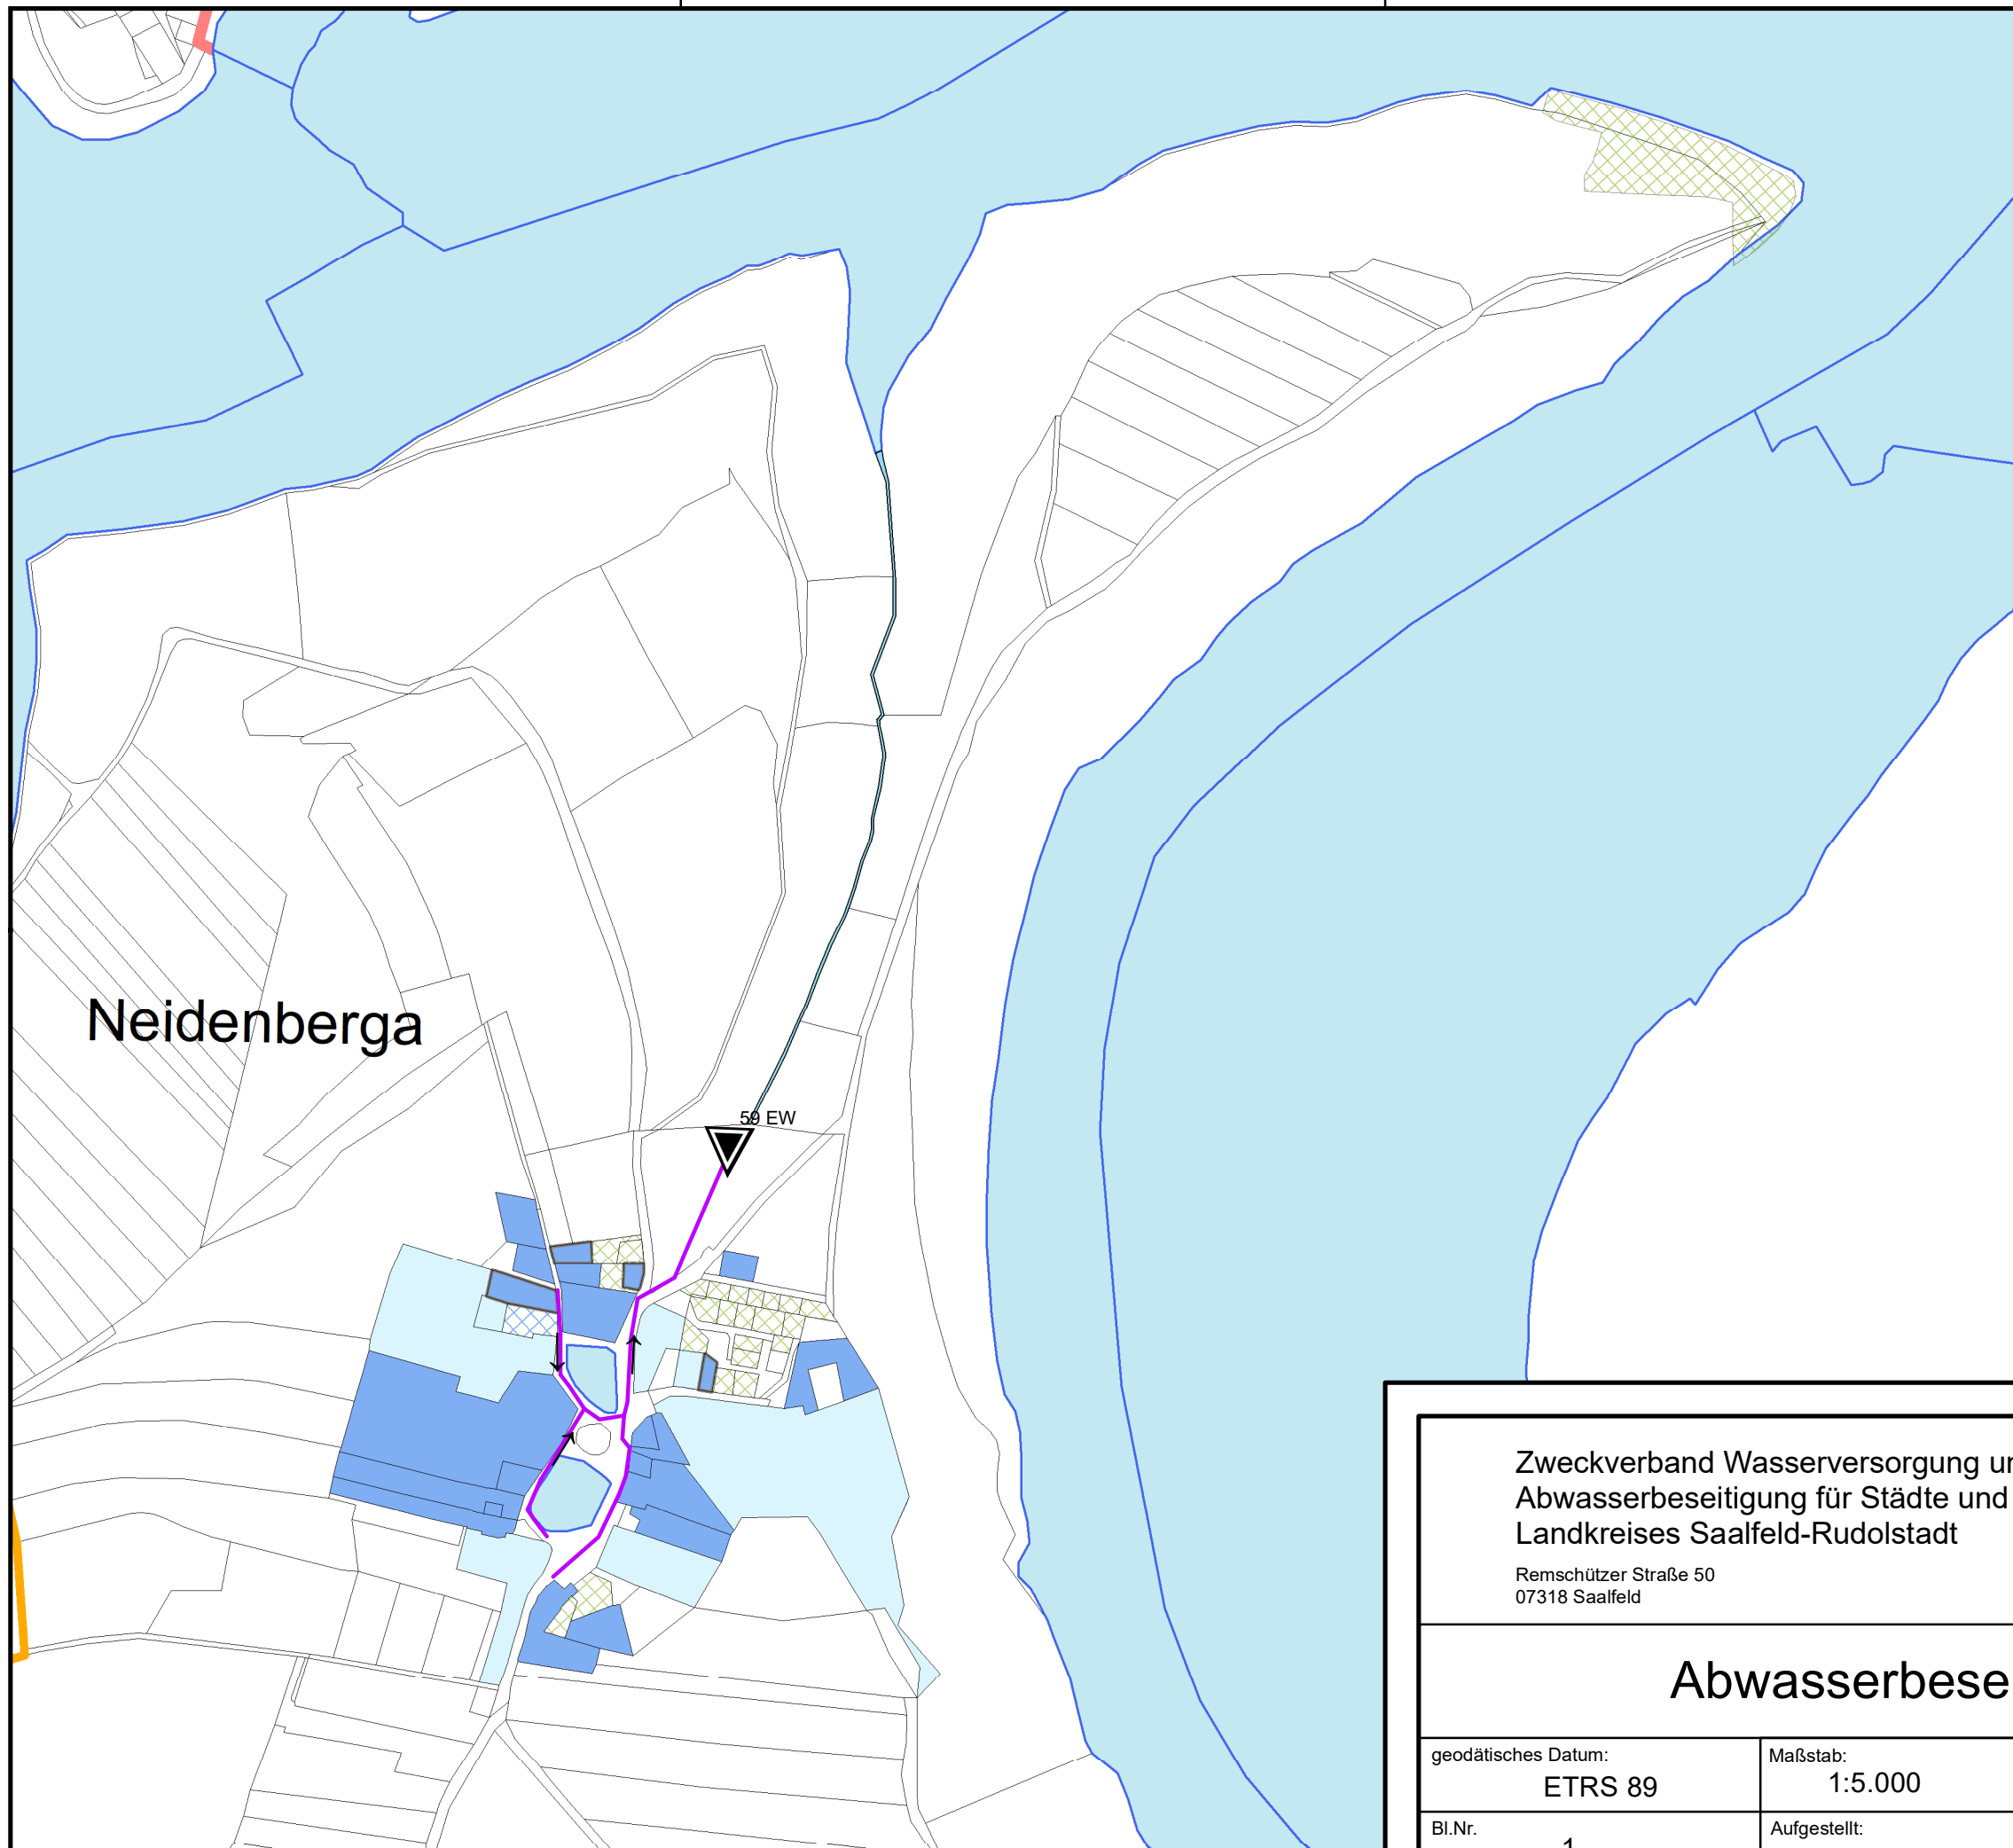 Neidenberga
59 EW
Zweckverband Wasserversorgung
Abwasserbeseitigung für Städte und
Landkreises Saalfeld-Rudolstadt
Remschützer Straße 50
07318 Saalfeld
geodätisches Datum:
ETRS 89
Maßstab:
1:5.000
Bl.Nr.
1
Aufgestellt: